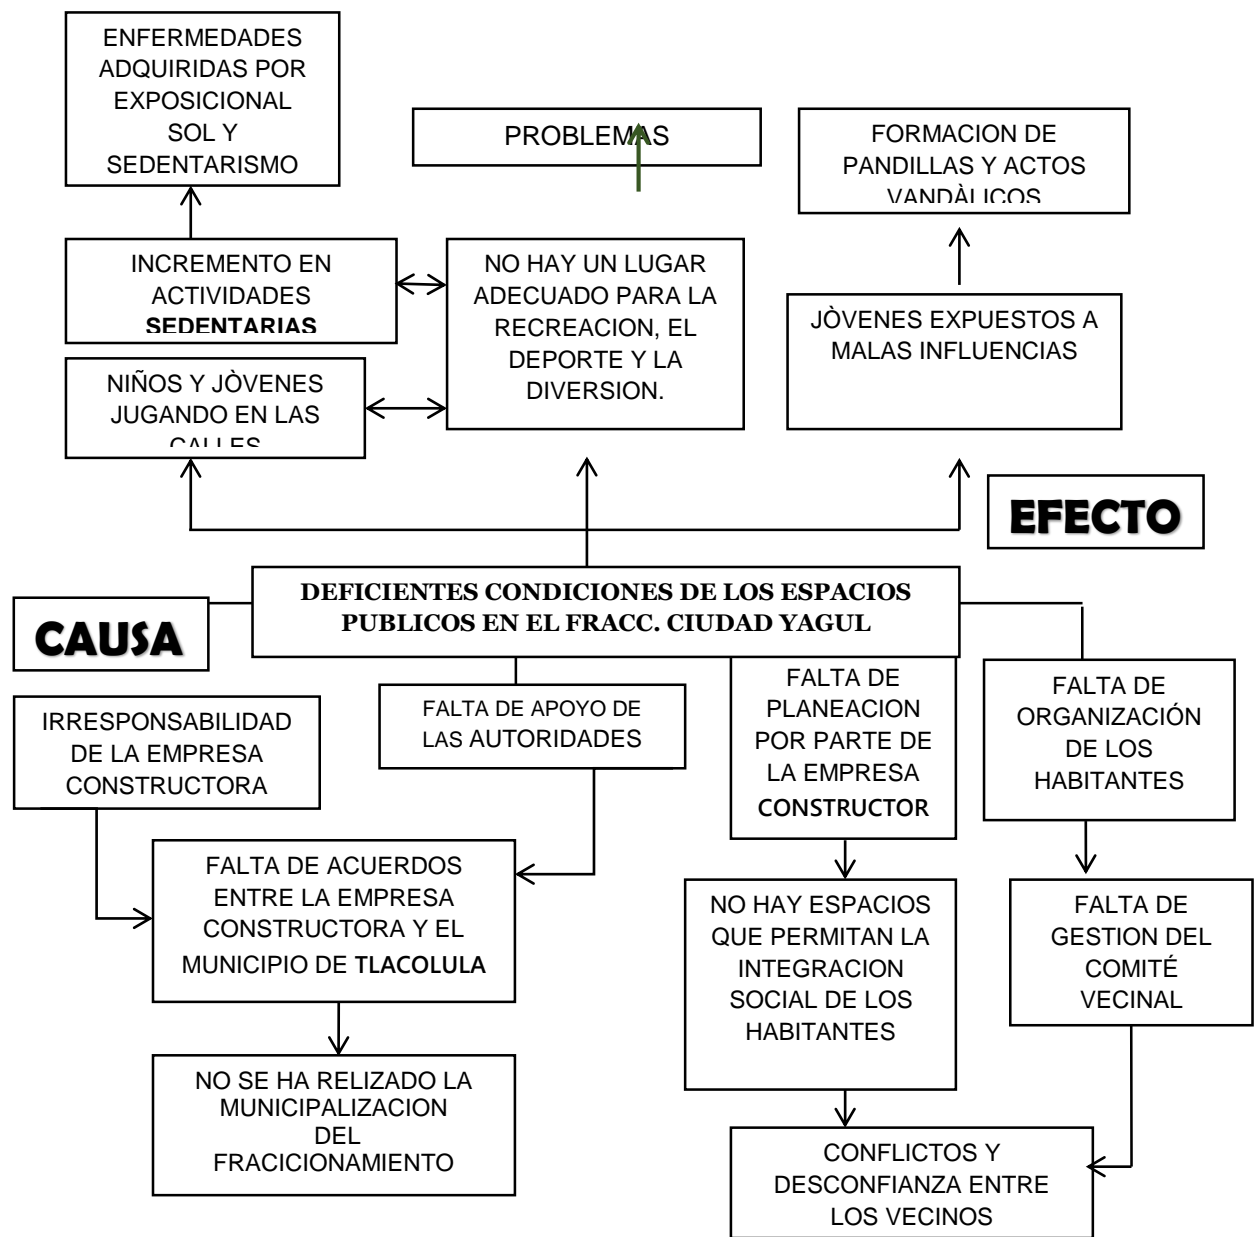 ENFERMEDADES
ADQUIRIDAS POR
EXPOSICIONAL
SOL Y
SEDENTARISMO
PROBLEMAS
FORMACION DE
PANDILLAS Y ACTOS
VANDÀLICOS
INCREMENTO EN
ACTIVIDADES
SEDENTARIAS
NO HAY UN LUGAR
ADECUADO PARA LA
RECREACION, EL
DEPORTE Y LA
DIVERSION.
JÒVENES EXPUESTOS A
MALAS INFLUENCIAS
NIÑOS Y JÒVENES
JUGANDO EN LAS
CALLES
EFECTO
DEFICIENTES CONDICIONES DE LOS ESPACIOS
PUBLICOS EN EL FRACC. CIUDAD YAGUL
CAUSA
IRRESPONSABILIDAD
DE LA EMPRESA
CONSTRUCTORA
FALTA DE APOYO DE
LAS AUTORIDADES
FALTA DE
PLANEACION
POR PARTE DE
LA EMPRESA
CONSTRUCTOR
FALTA DE
ORGANIZACIÓN
DE LOS
HABITANTES
FALTA DE ACUERDOS
ENTRE LA EMPRESA
CONSTRUCTORA Y EL
MUNICIPIO DE TLACOLULA
NO HAY ESPACIOS
QUE PERMITAN LA
INTEGRACION
SOCIAL DE LOS
HABITANTES
FALTA DE
GESTION DEL
COMITÉ
VECINAL
NO SE HA RELIZADO LA
MUNICIPALIZACION
DEL
FRACICIONAMIENTO
CONFLICTOS Y
DESCONFIANZA ENTRE
LOS VECINOS